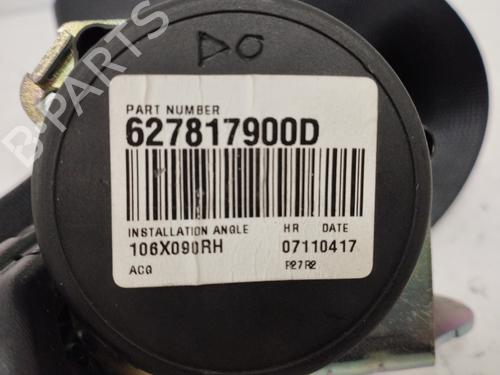 DO
PART NUMBER
627817900D
INSTALLATION ANGLE HR DATE
106X090RH 07110417
ACG P27R2
B-PARTS